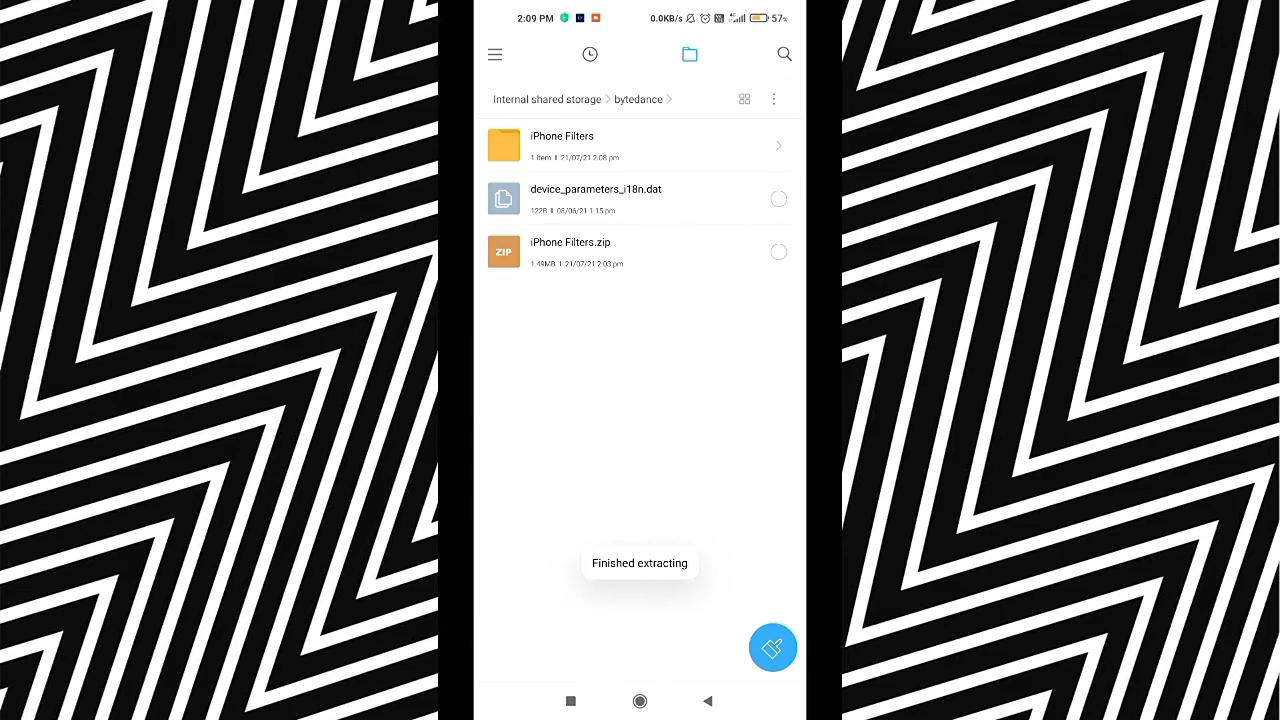 2:09 PM 0.0KB/s 57%
Internal shared storage bytedance
iPhone Filters
1 item | 21/07/21 2:08 pm
device_parameters_i18n.dat
122B | 08/06/21 1:15 pm
ZIP
iPhone Filters.zip
1.49MB | 21/07/21 2:03 pm
Finished extracting